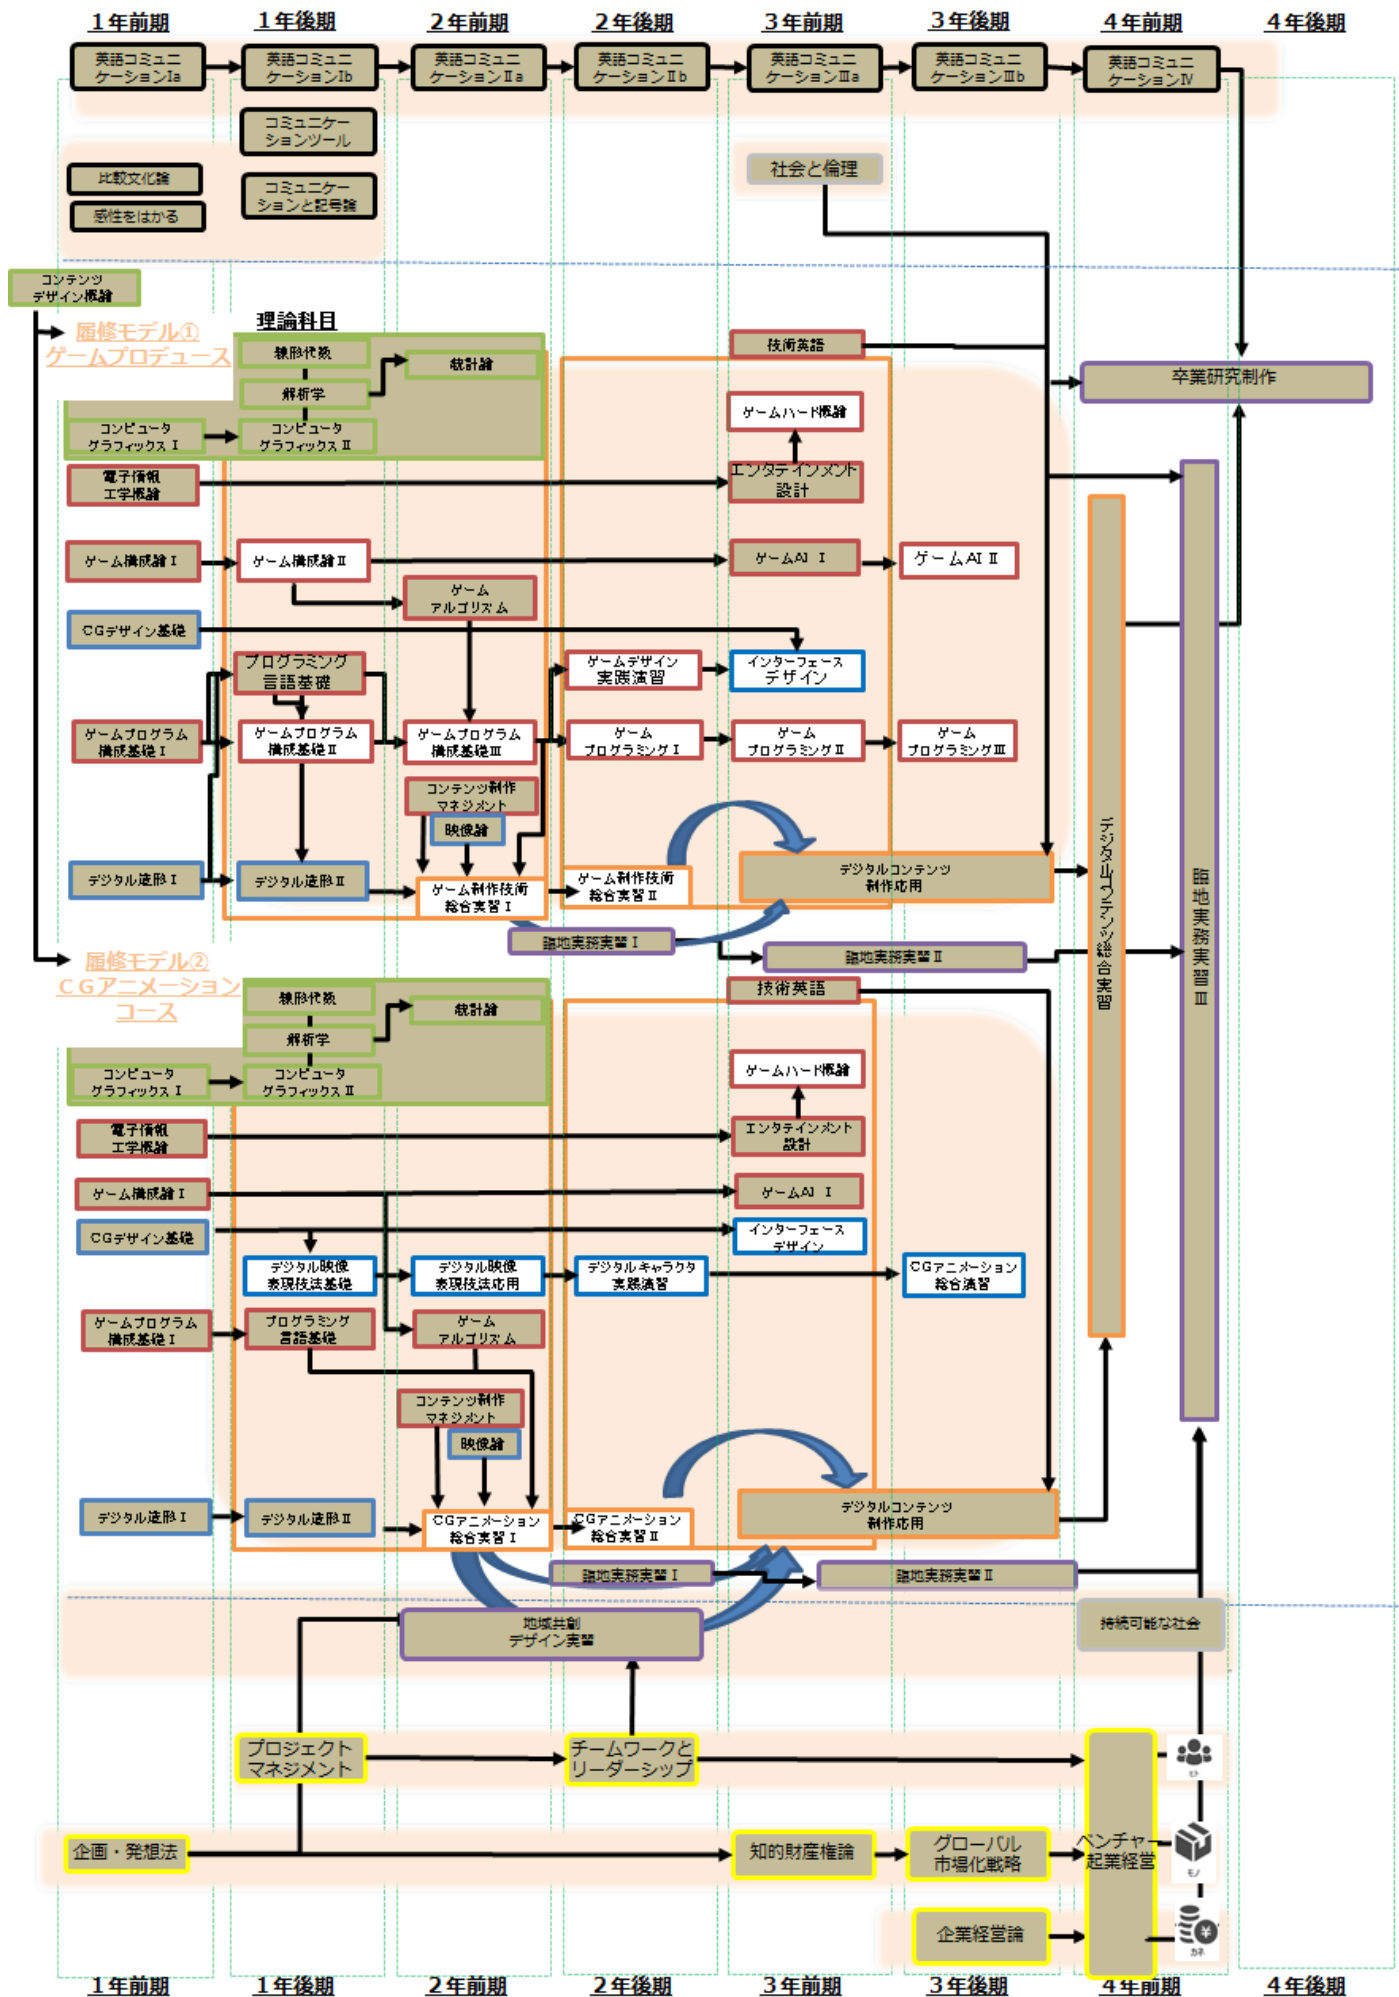 １年前期
１年後期
２年前期
２年後期
３年前期
３年後期
４年前期
４年後期
英語コミュニ
ケーションⅠa
英語コミュニ
ケーションⅠb
英語コミュニ
ケーションⅡa
英語コミュニ
ケーションⅡb
英語コミュニ
ケーションⅢa
英語コミュニ
ケーションⅢb
英語コミュニ
ケーションⅣ
コミュニケー
ションツール
比較文化論
コミュニケー
ションと記号論
感性をはかる
社会と倫理
コンテンツ
デザイン概論
履修モデル①
ゲームプロデュース
理論科目
線形代数
解析学
統計論
コンピュータ
グラフィックスⅠ
コンピュータ
グラフィックスⅡ
技術英語
卒業研究制作
ゲームハード概論
電子情報
工学概論
エンタテインメント
設計
ゲーム構成論Ⅰ
ゲーム構成論Ⅱ
ゲームAI Ⅰ
ゲームAIⅡ
ゲーム
アルゴリズム
CGデザイン基礎
プログラミング
言語基礎
ゲームデザイン
実践演習
インターフェース
デザイン
ゲームプログラム
構成基礎Ⅰ
ゲームプログラム
構成基礎Ⅱ
ゲームプログラム
構成基礎Ⅲ
ゲーム
プログラミングⅠ
ゲーム
プログラミングⅡ
ゲーム
プログラミングⅢ
コンテンツ制作
マネジメント
映像論
デジタル造形Ⅰ
デジタル造形Ⅱ
ゲーム制作技術
総合実習Ⅰ
ゲーム制作技術
総合実習Ⅱ
デジタルコンテンツ
制作応用
デジタルコンテンツ総合実習
臨地実務実習Ⅲ
臨地実務実習Ⅰ
臨地実務実習Ⅱ
履修モデル②
ＣＧアニメーション
コース
線形代数
解析学
統計論
コンピュータ
グラフィックスⅠ
コンピュータ
グラフィックスⅡ
技術英語
ゲームハード概論
電子情報
工学概論
エンタテインメント
設計
ゲーム構成論Ⅰ
ゲームAI Ⅰ
CGデザイン基礎
インターフェース
デザイン
デジタル映像
表現技法基礎
デジタル映像
表現技法応用
デジタルキャラクタ
実践演習
CGアニメーション
総合演習
ゲームプログラム
構成基礎Ⅰ
プログラミング
言語基礎
ゲーム
アルゴリズム
コンテンツ制作
マネジメント
映像論
デジタル造形Ⅰ
デジタル造形Ⅱ
CGアニメーション
総合実習Ⅰ
CGアニメーション
総合実習Ⅱ
デジタルコンテンツ
制作応用
臨地実務実習Ⅰ
臨地実務実習Ⅱ
地域共創
デザイン実習
持続可能な社会
プロジェクト
マネジメント
チームワークと
リーダーシップ
ヒト
企画・発想法
知的財産権論
グローバル
市場化戦略
ベンチャー
起業経営
モノ
企業経営論
カネ
１年前期
１年後期
２年前期
２年後期
３年前期
３年後期
４年前期
４年後期